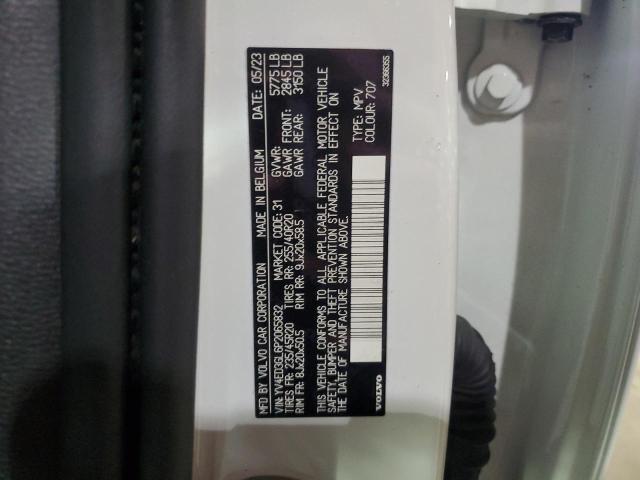 MFD BY VOLVO CAR CORPORATION MADE IN BELGIUM DATE: 05/23
VIN: YV4ED3GL6P2065832 MARKET CODE: 31 GVWR: 5775 LB
TIRES FR: 235/45R20 TIRES RR: 255/40R20 GAWR FRONT: 2845 LB
RIM FR: 8Jx20x50.5 RIM RR: 9Jx20x58.5 GAWR REAR: 3150 LB
THIS VEHICLE CONFORMS TO ALL APPLICABLE FEDERAL MOTOR VEHICLE
SAFETY, BUMPER AND THEFT PREVENTION STANDARDS IN EFFECT ON
THE DATE OF MANUFACTURE SHOWN ABOVE.
TYPE: MPV
COLOUR: 707
VOLVO